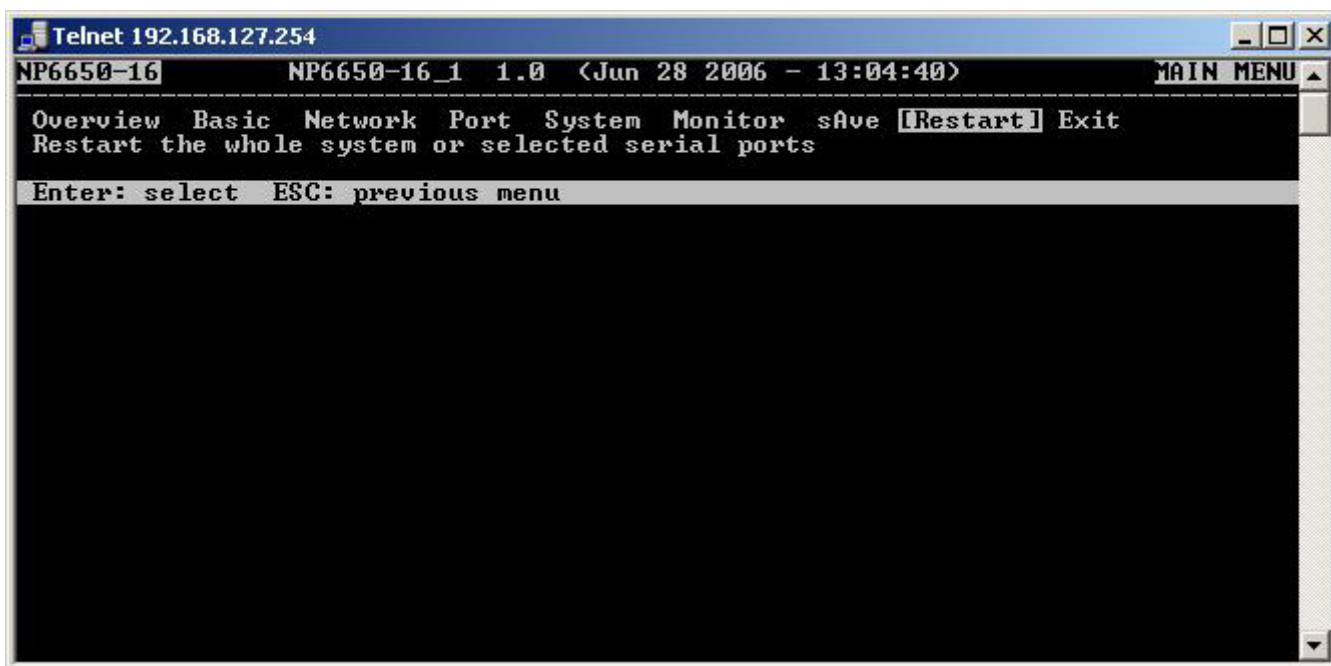 Telnet 192.168.127.254
NP6650-16 NP6650-16_1 1.0 (Jun 28 2006 - 13:04:40) MAIN MENU
Overview Basic Network Port System Monitor sAve [Restart] Exit
Restart the whole system or selected serial ports
Enter: select ESC: previous menu